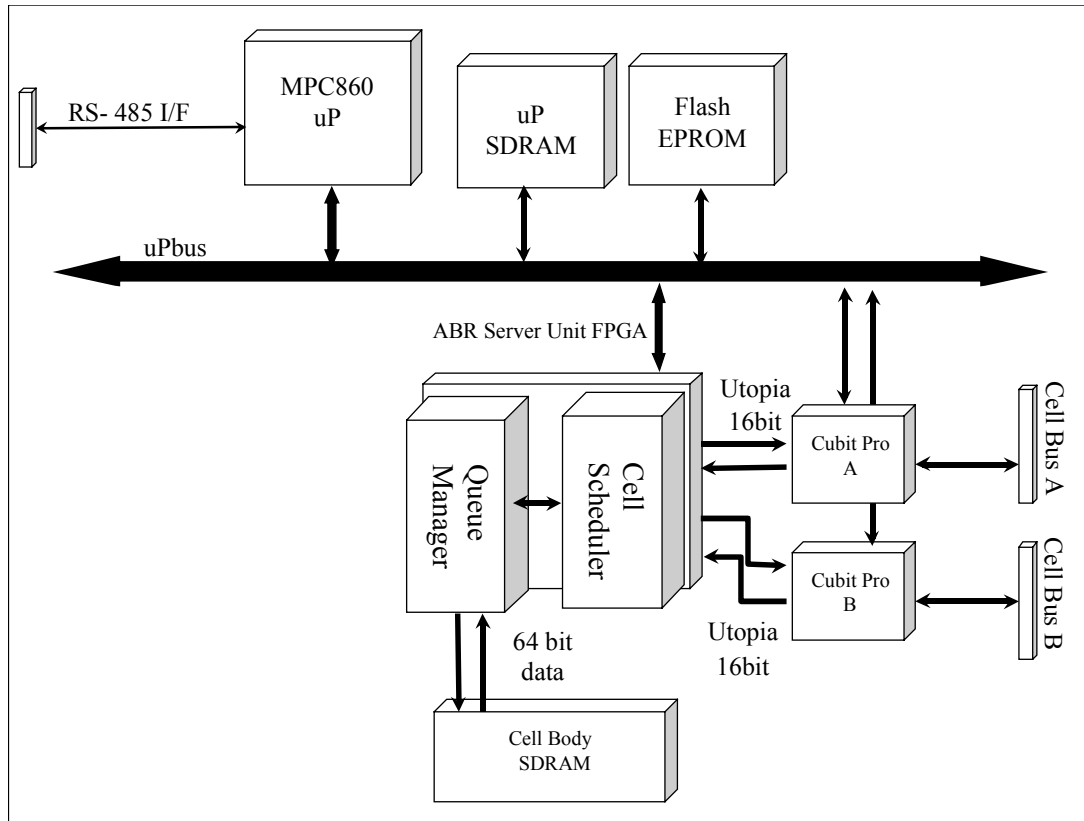 MPC860
uP
uP
SDRAM
Flash
EPROM
RS- 485 I/F
uPbus
ABR Server Unit FPGA
Utopia
16bit
Queue
Manager
Cell
Scheduler
Cubit Pro
A
Cell Bus A
Cubit Pro
B
Cell Bus B
Utopia
16bit
64 bit
data
Cell Body
SDRAM